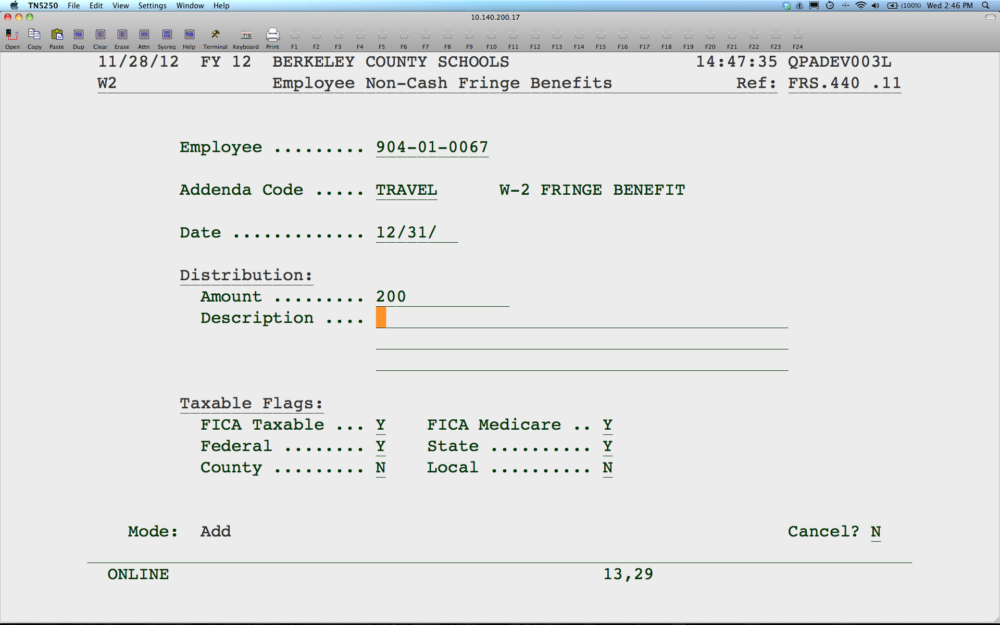 TN5250 File Edit View Settings Window Help (100%) Wed 2:46 PM
10.140.200.17
Open Copy Paste Dup Clear Erase Attn Sysreq Help Terminal Keyboard Print F1 F2 F3 F4 F5 F6 F7 F8 F9 F10 F11 F12 F13 F14 F15 F16 F17 F18 F19 F20 F21 F22 F23 F24
11/28/12 FY 12 BERKELEY COUNTY SCHOOLS 14:47:35 QPADEV003L
W2 Employee Non-Cash Fringe Benefits Ref: FRS.440 .11
Employee ......... 904-01-0067
Addenda Code ..... TRAVEL W-2 FRINGE BENEFIT
Date ............. 12/31/
Distribution:
Amount ......... 200
Description ....
Taxable Flags:
FICA Taxable ... Y FICA Medicare .. Y
Federal ........ Y State .......... Y
County ......... N Local .......... N
Mode: Add Cancel? N
ONLINE 13,29